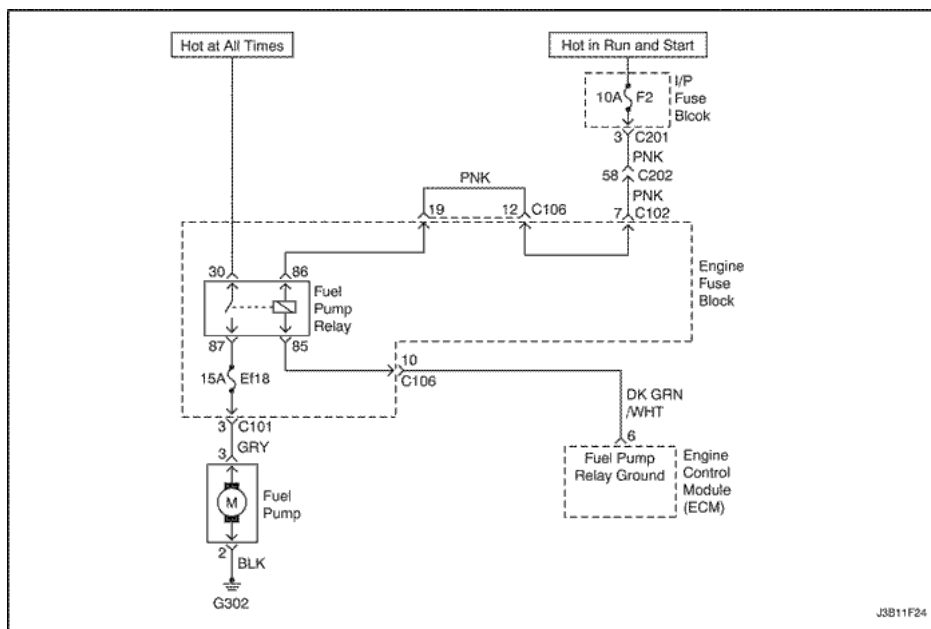 Hot at All Times
Hot in Run and Start
10A F2
I/P
Fuse
Blcok
3 C201
PNK
58 C202
PNK
PNK
19 12 C106
7 C102
30 86
Fuel
Pump
Relay
Engine
Fuse
Block
87 85
15A Ef18
10
C106
DK GRN
/WHT
3 C101
GRY
3
6
Fuel Pump
Relay Ground
Engine
Control
Module
(ECM)
M
Fuel
Pump
2
BLK
G302
J3B11F24